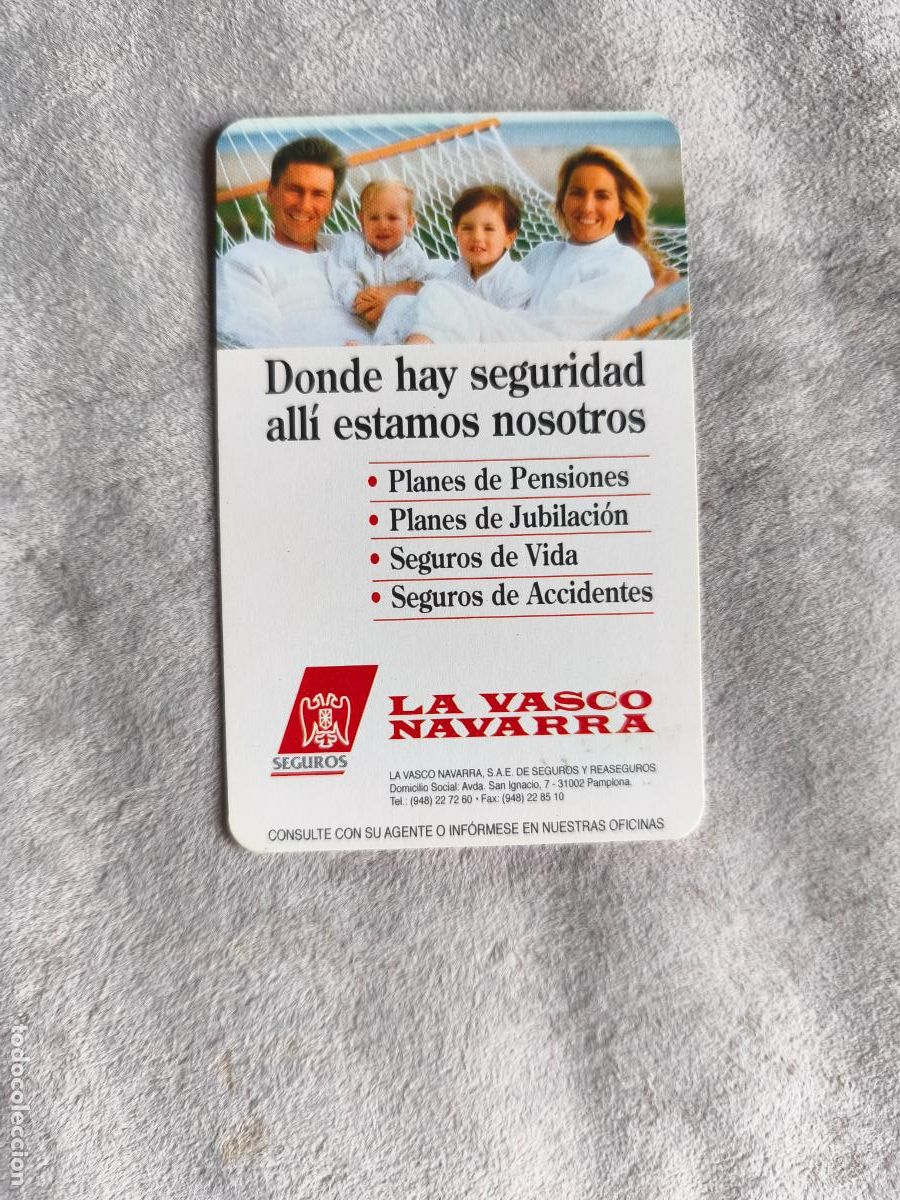 Donde hay seguridad
allí estamos nosotros
• Planes de Pensiones
• Planes de Jubilación
• Seguros de Vida
• Seguros de Accidentes
SEGUROS
LA VASCO
NAVARRA
LA VASCO NAVARRA, S.A.E. DE SEGUROS Y REASEGUROS
Domicilio Social: Avda. San Ignacio, 7 - 31002 Pamplona.
Tel.: (948) 22 72 60 • Fax: (948) 22 85 10
CONSULTE CON SU AGENTE O INFÓRMESE EN NUESTRAS OFICINAS
todocoleccion